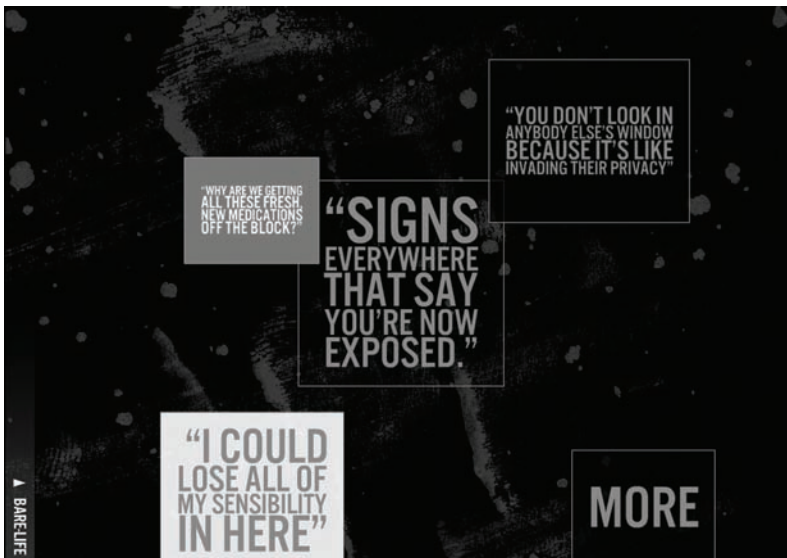 “YOU DON’T LOOK IN
ANYBODY ELSE’S WINDOW
BECAUSE IT’S LIKE
INVADING THEIR PRIVACY”
“WHY ARE WE GETTING
ALL THESE FRESH,
NEW MEDICATIONS
OFF THE BLOCK?”
“SIGNS
EVERYWHERE
THAT SAY
YOU’RE NOW
EXPOSED.”
“I COULD
LOSE ALL OF
MY SENSIBILITY
IN HERE”
MORE
▲ BARE-LIFE